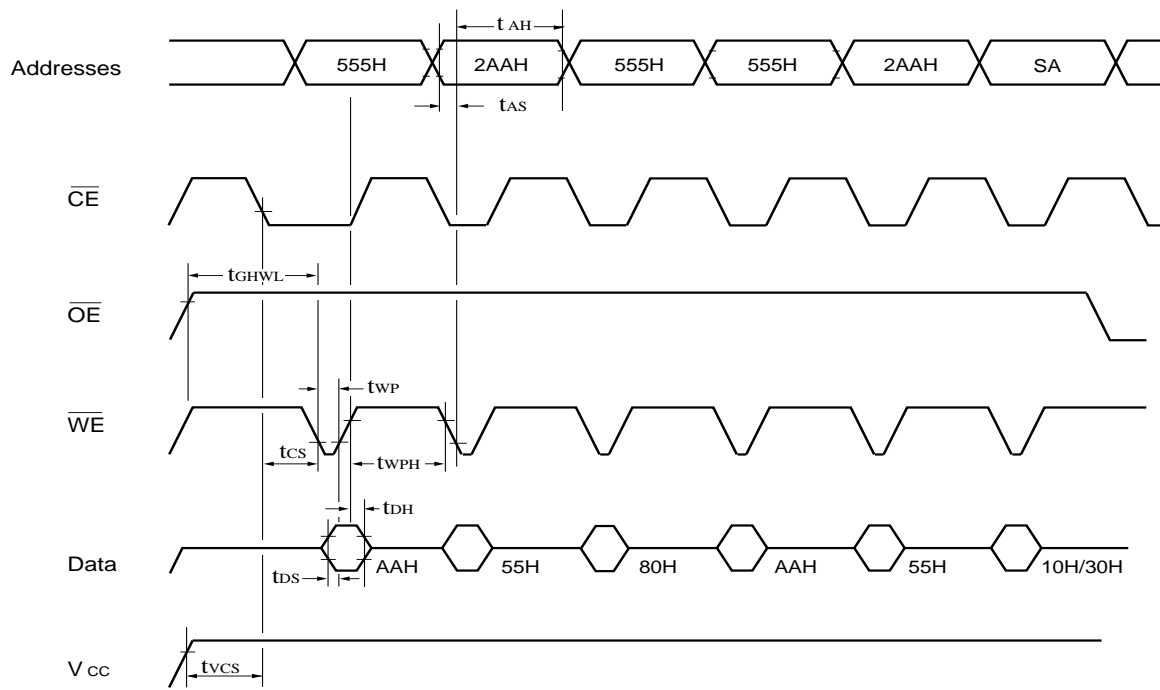 t AH
Addresses 555H 2AAH 555H 555H 2AAH SA
tAS
CE
tGHWL
OE
tWP
WE
tCS tWPH
tDH
Data AAH 55H 80H AAH 55H 10H/30H
tDS
tVCS
V CC